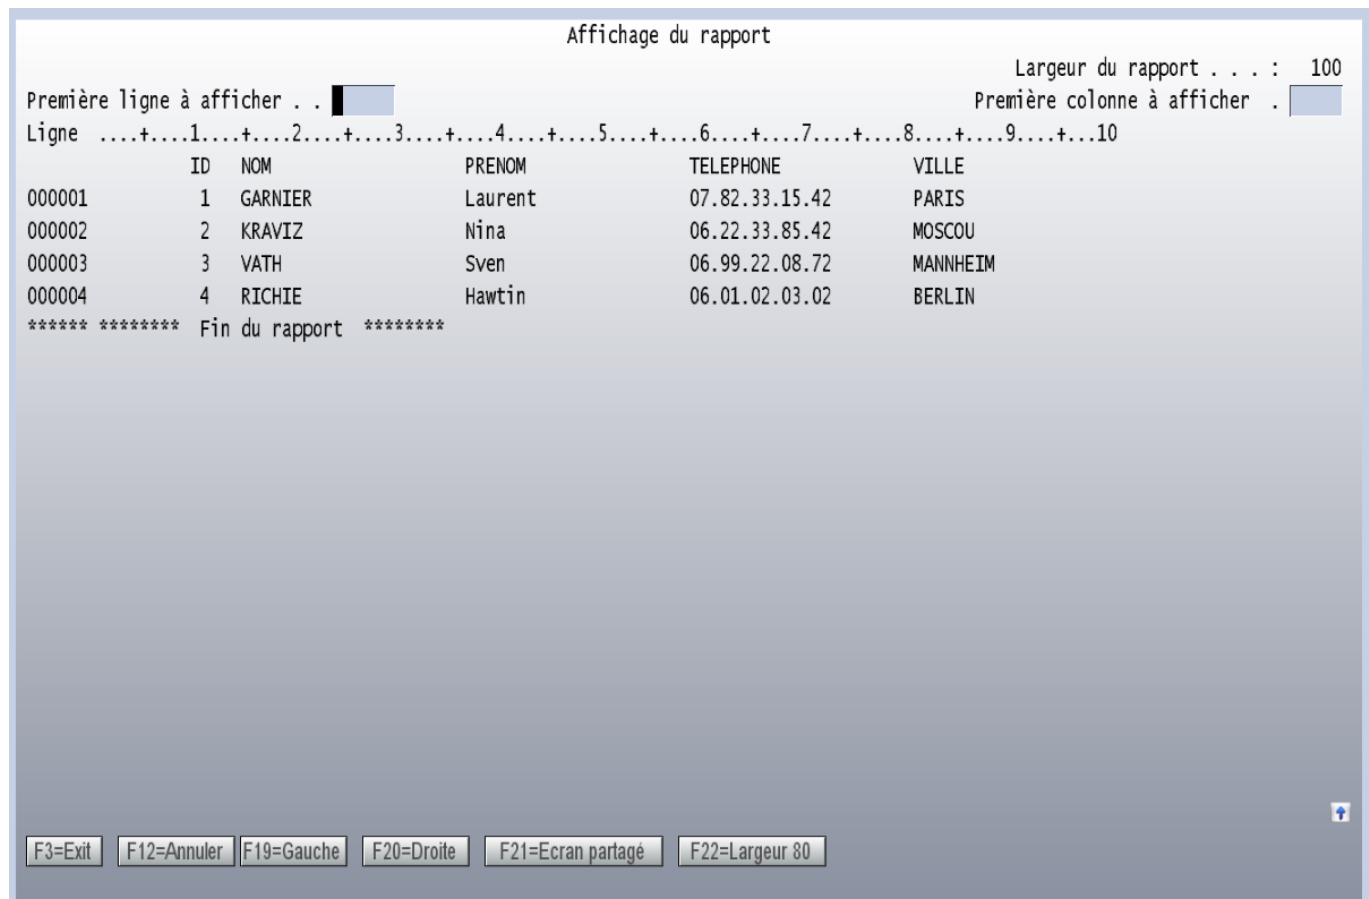 Affichage du rapport
Largeur du rapport . . . : 100
Première ligne à afficher . . Première colonne à afficher .
Ligne ....+....1....+....2....+....3....+....4....+....5....+....6....+....7....+....8....+....9....+...10
ID NOM PRENOM TELEPHONE VILLE
000001 1 GARNIER Laurent 07.82.33.15.42 PARIS
000002 2 KRAVIZ Nina 06.22.33.85.42 MOSCOU
000003 3 VATH Sven 06.99.22.08.72 MANNHEIM
000004 4 RICHIE Hawtin 06.01.02.03.02 BERLIN
****** ******** Fin du rapport ********
F3=Exit F12=Annuler F19=Gauche F20=Droite F21=Ecran partagé F22=Largeur 80